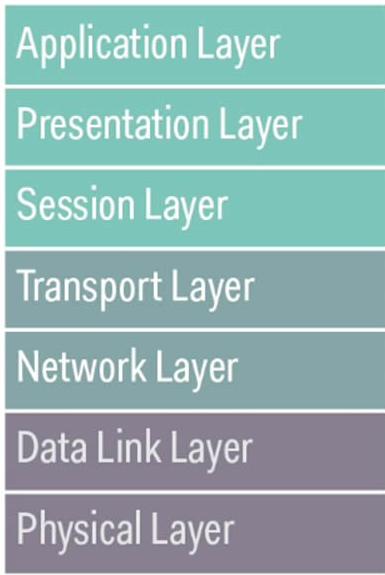 Application Layer
Presentation Layer
Session Layer
Transport Layer
Network Layer
Data Link Layer
Physical Layer